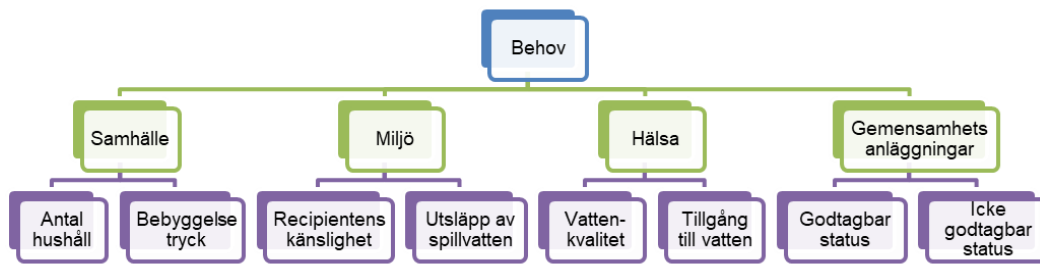 Behov
Samhälle
Miljö
Hälsa
Gemensamhets
anläggningar
Antal
hushåll
Bebyggelse
tryck
Recipientens
känslighet
Utsläpp av
spillvatten
Vatten-
kvalitet
Tillgång
till vatten
Godtagbar
status
Icke
godtagbar
status